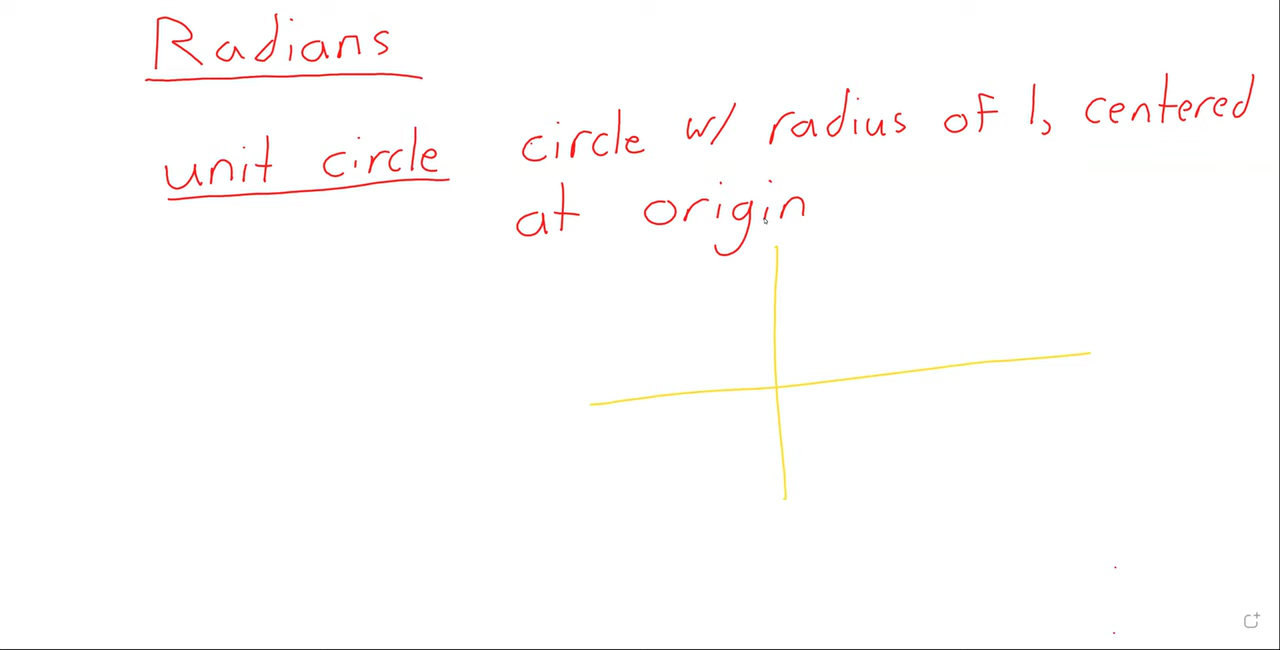 Radians
unit circle circle w/ radius of 1, centered
at origin